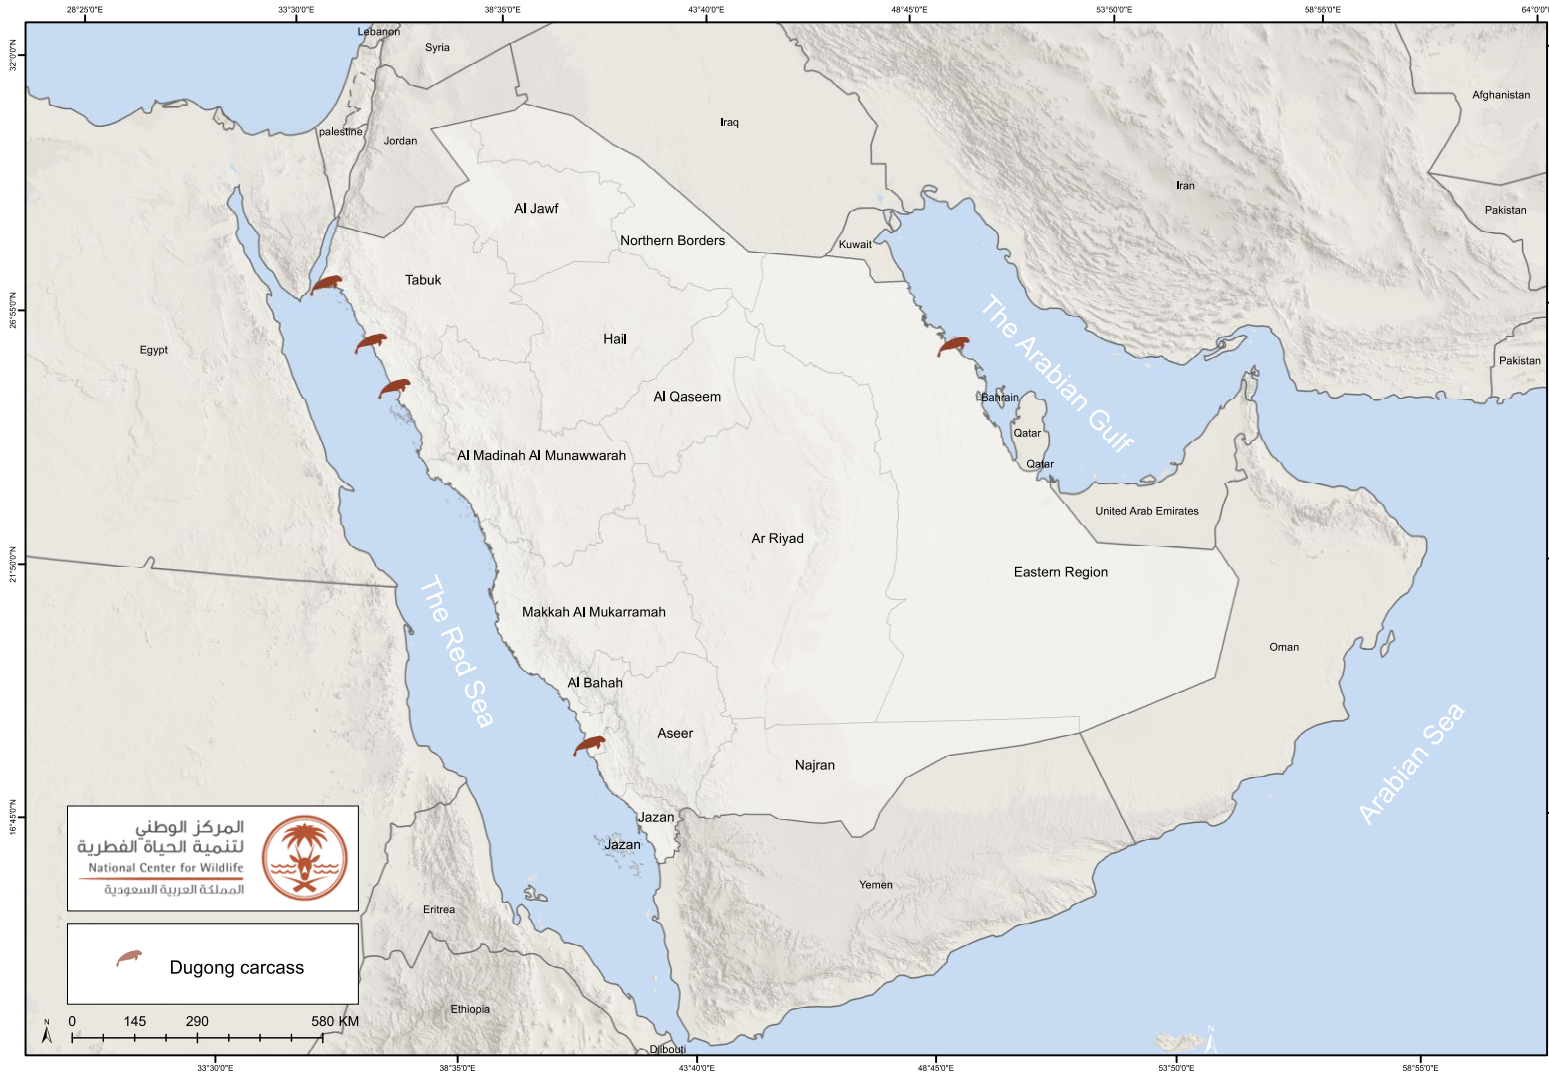 28°25'0"E
33°30'0"E
38°35'0"E
43°40'0"E
48°45'0"E
53°50'0"E
58°55'0"E
64°0'0"E
32°0'0"N
26°55'0"N
21°50'0"N
16°45'0"N
Lebanon
Syria
Afghanistan
palestine
Jordan
Iraq
Iran
Pakistan
Al Jawf
Northern Borders
Kuwait
Tabuk
Egypt
Hail
The Arabian Gulf
Pakistan
Al Qaseem
Bahrain
Qatar
Al Madinah Al Munawwarah
Qatar
United Arab Emirates
Ar Riyad
Eastern Region
The Red Sea
Makkah Al Mukarramah
Oman
Al Bahah
Aseer
Najran
Arabian Sea
Jazan
Jazan
Yemen
Eritrea
Ethiopia
Djibouti
المركز الوطني
لتنمية الحياة الفطرية
National Center for Wildlife
المملكة العربية السعودية
Dugong carcass
N
0 145 290 580 KM
N
33°30'0"E
38°35'0"E
43°40'0"E
48°45'0"E
53°50'0"E
58°55'0"E